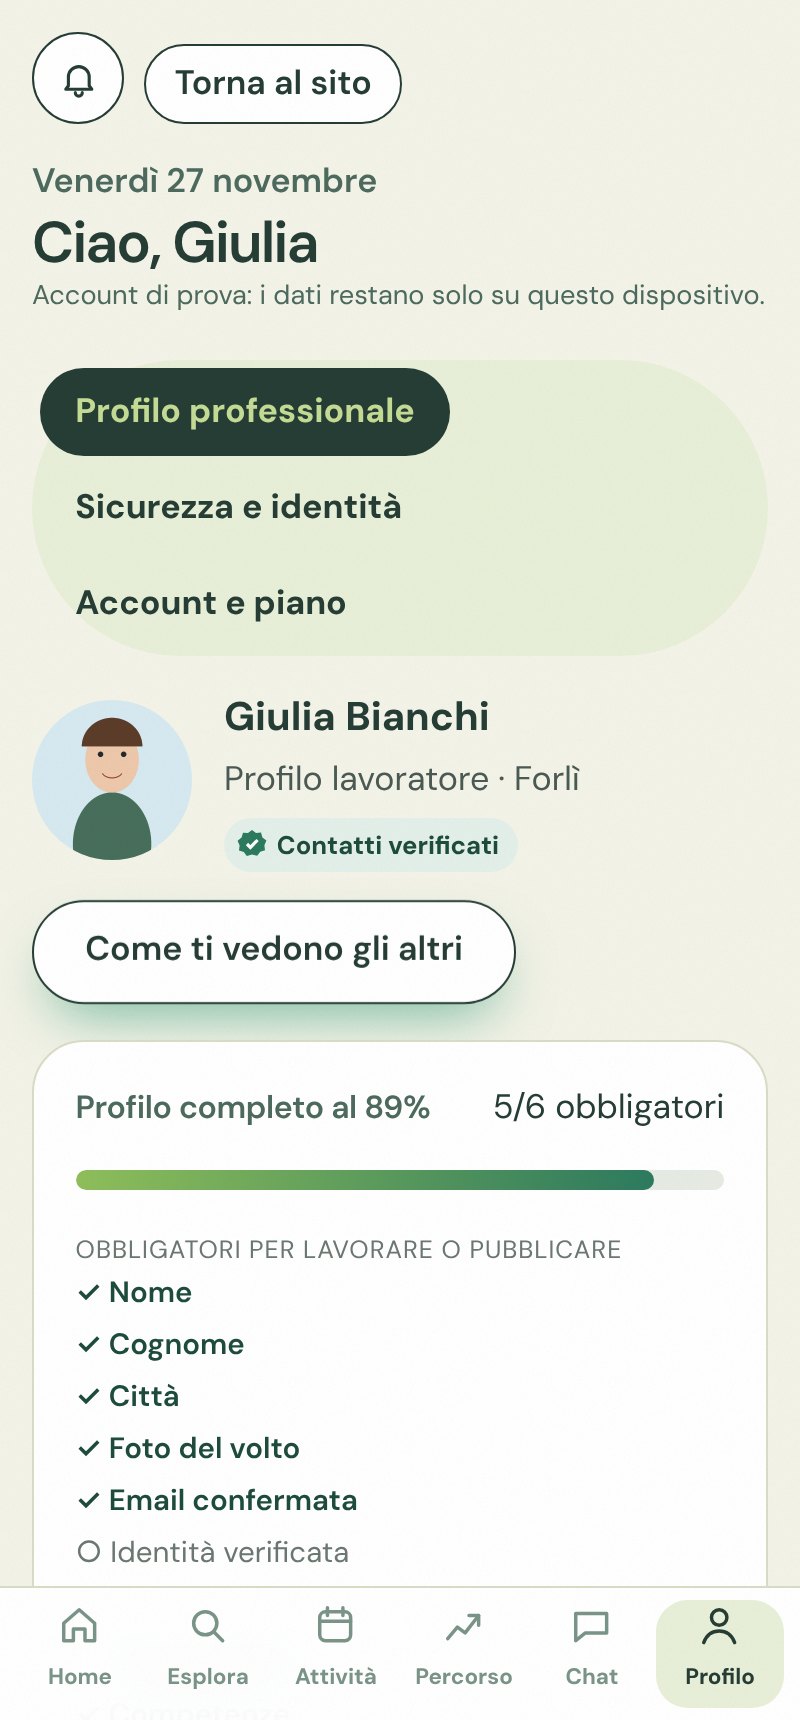 Torna al sito
Venerdì 27 novembre
Ciao, Giulia
Account di prova: i dati restano solo su questo dispositivo.
Profilo professionale
Sicurezza e identità
Account e piano
Giulia Bianchi
Profilo lavoratore · Forlì
Contatti verificati
Come ti vedono gli altri
Profilo completo al 89% 5/6 obbligatori
OBBLIGATORI PER LAVORARE O PUBBLICARE
Nome
Cognome
Città
Foto del volto
Email confermata
Identità verificata
Home Esplora Attività Percorso Chat Profilo
Competenze